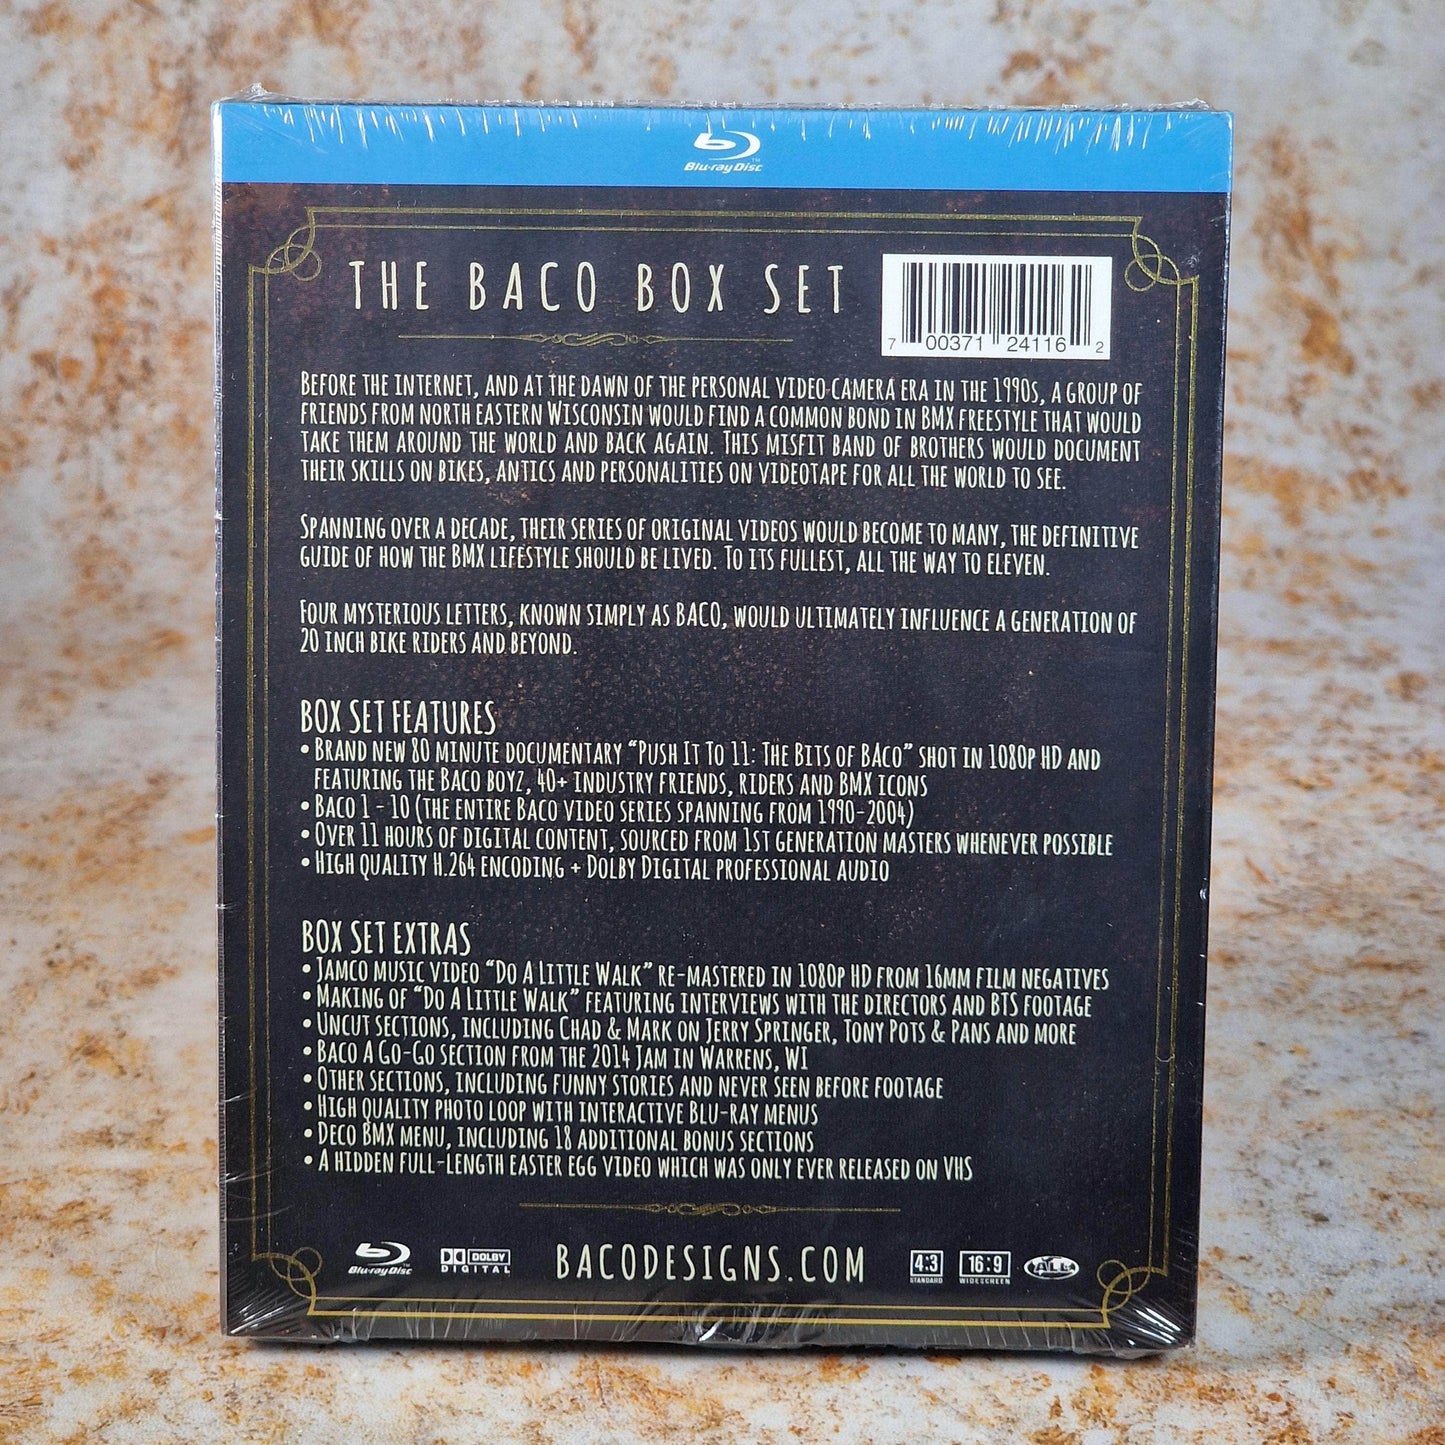 Blu-ray Disc
THE BACO BOX SET
7 00371 24116 2
BEFORE THE INTERNET, AND AT THE DAWN OF THE PERSONAL VIDEO CAMERA ERA IN THE 1990s, A GROUP OF
FRIENDS FROM NORTH EASTERN WISCONSIN WOULD FIND A COMMON BOND IN BMX FREESTYLE THAT WOULD
TAKE THEM AROUND THE WORLD AND BACK AGAIN. THIS MISFIT BAND OF BROTHERS WOULD DOCUMENT
THEIR SKILLS ON BIKES, ANTICS AND PERSONALITIES ON VIDEOTAPE FOR ALL THE WORLD TO SEE.
SPANNING OVER A DECADE, THEIR SERIES OF ORIGINAL VIDEOS WOULD BECOME TO MANY, THE DEFINITIVE
GUIDE OF HOW THE BMX LIFESTYLE SHOULD BE LIVED. TO ITS FULLEST, ALL THE WAY TO ELEVEN.
FOUR MYSTERIOUS LETTERS, KNOWN SIMPLY AS BACO, WOULD ULTIMATELY INFLUENCE A GENERATION OF
20 INCH BIKE RIDERS AND BEYOND.
BOX SET FEATURES
• BRAND NEW 80 MINUTE DOCUMENTARY “PUSH IT TO 11: THE BITS OF BACO” SHOT IN 1080P HD AND
FEATURING THE BACO BOYZ, 40+ INDUSTRY FRIENDS, RIDERS AND BMX ICONS
• BACO 1 - 10 (THE ENTIRE BACO VIDEO SERIES SPANNING FROM 1990-2004)
• OVER 11 HOURS OF DIGITAL CONTENT, SOURCED FROM 1ST GENERATION MASTERS WHENEVER POSSIBLE
• HIGH QUALITY H.264 ENCODING + DOLBY DIGITAL PROFESSIONAL AUDIO
BOX SET EXTRAS
• JAMCO MUSIC VIDEO “DO A LITTLE WALK” RE-MASTERED IN 1080P HD FROM 16MM FILM NEGATIVES
• MAKING OF “DO A LITTLE WALK” FEATURING INTERVIEWS WITH THE DIRECTORS AND BTS FOOTAGE
• UNCUT SECTIONS, INCLUDING CHAD & MARK ON JERRY SPRINGER, TONY POTS & PANS AND MORE
• BACO A GO-GO SECTION FROM THE 2014 JAM IN WARRENS, WI
• OTHER SECTIONS, INCLUDING FUNNY STORIES AND NEVER SEEN BEFORE FOOTAGE
• HIGH QUALITY PHOTO LOOP WITH INTERACTIVE BLU-RAY MENUS
• DECO BMX MENU, INCLUDING 18 ADDITIONAL BONUS SECTIONS
• A HIDDEN FULL-LENGTH EASTER EGG VIDEO WHICH WAS ONLY EVER RELEASED ON VHS
Blu-ray Disc DOLBY DIGITAL BACODESIGNS.COM 4:3 STANDARD 16:9 WIDESCREEN ALL